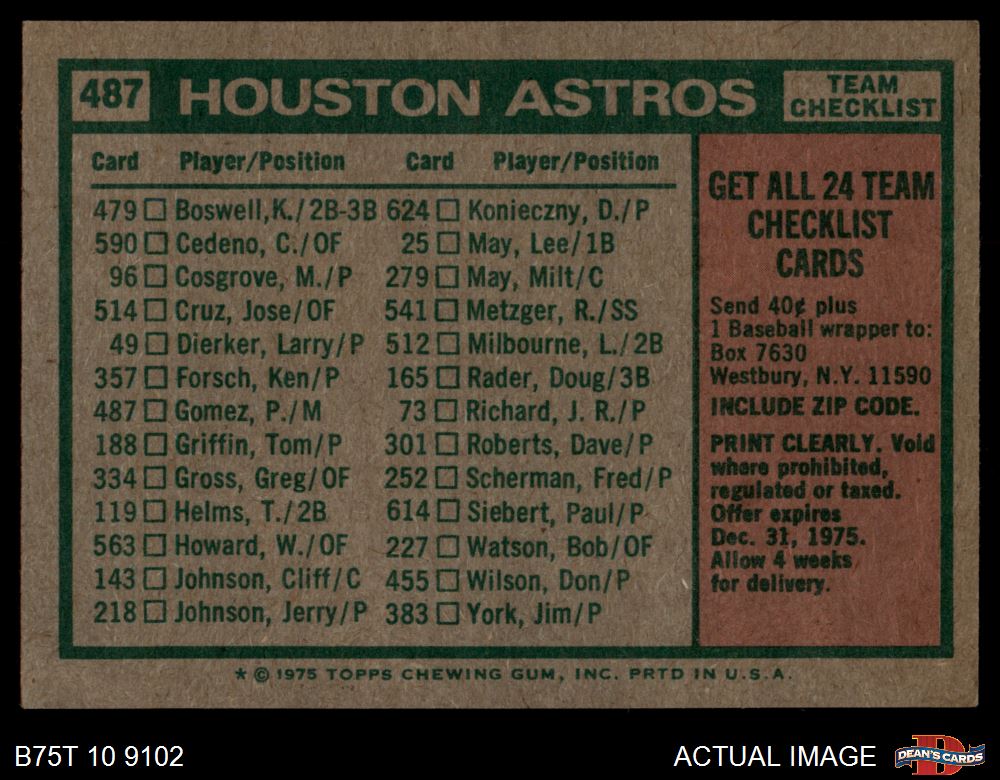 487 HOUSTON ASTROS TEAM CHECKLIST
Card Player/Position Card Player/Position
479 Boswell,K./2B-3B 624 Konieczny, D./P
590 Cedeno, C./OF 25 May, Lee/1B
96 Cosgrove, M./P 279 May, Milt/C
514 Cruz, Jose/OF 541 Metzger, R./SS
49 Dierker, Larry/P 512 Milbourne, L./2B
357 Forsch, Ken/P 165 Rader, Doug/3B
487 Gomez, P./M 73 Richard, J. R./P
188 Griffin, Tom/P 301 Roberts, Dave/P
334 Gross, Greg/OF 252 Scherman, Fred/P
119 Helms, T./2B 614 Siebert, Paul/P
563 Howard, W./OF 227 Watson, Bob/OF
143 Johnson, Cliff/C 455 Wilson, Don/P
218 Johnson, Jerry/P 383 York, Jim/P
GET ALL 24 TEAM
CHECKLIST
CARDS
Send 40¢ plus
1 Baseball wrapper to:
Box 7630
Westbury, N.Y. 11590
INCLUDE ZIP CODE.
PRINT CLEARLY. Void
where prohibited,
regulated or taxed.
Offer expires
Dec. 31, 1975.
Allow 4 weeks
for delivery.
* © 1975 TOPPS CHEWING GUM, INC. PRTD IN U.S.A.
B75T 10 9102 ACTUAL IMAGE
D
DEAN'S CARDS